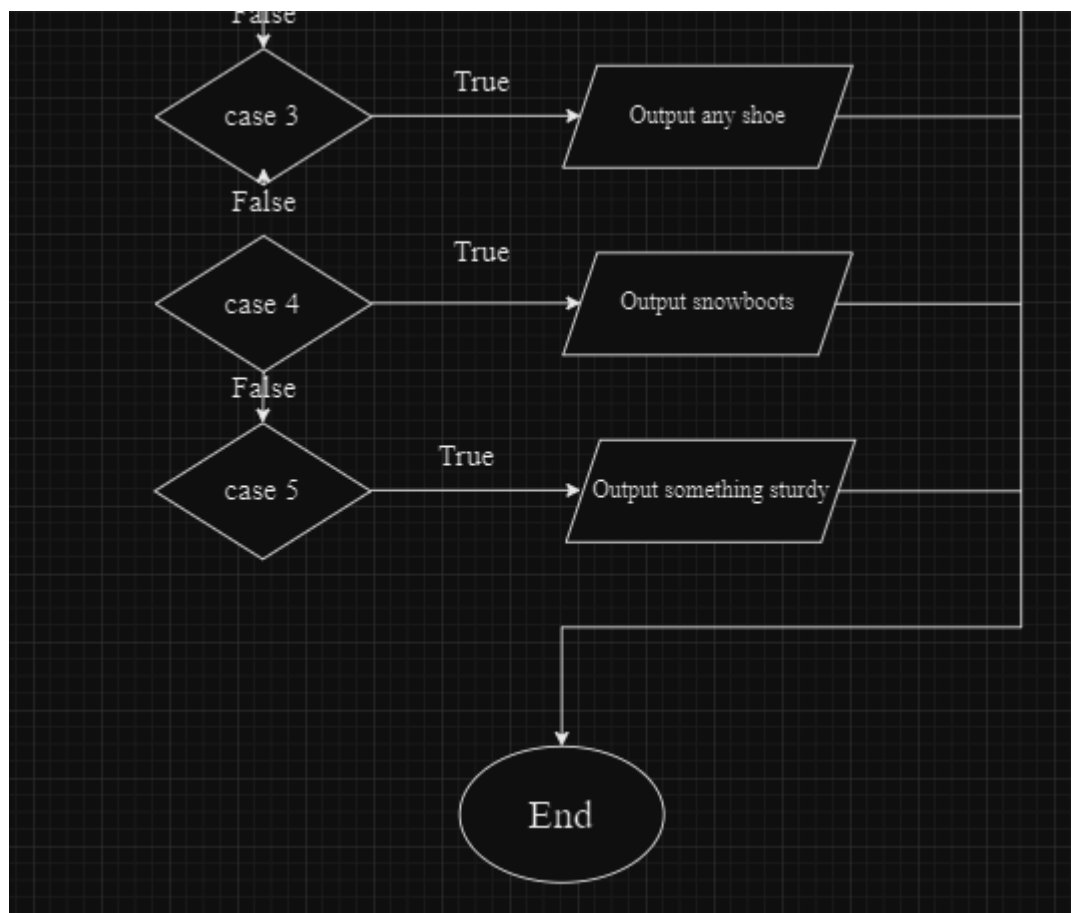 False
True
case 3
Output any shoe
False
True
case 4
Output snowboots
False
True
case 5
Output something sturdy
End